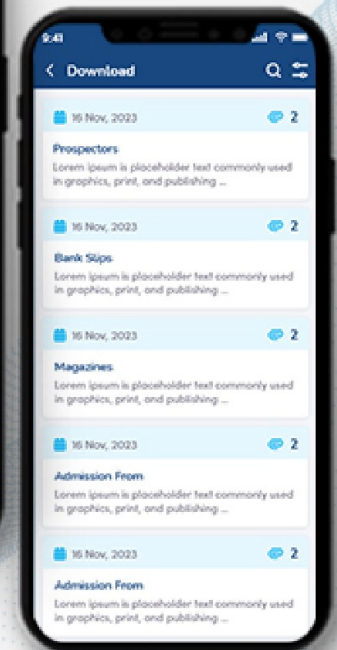 9:41
Download
16 Nov, 2023 2
Prospectors
Lorem ipsum is placeholder text commonly used
in graphics, print, and publishing ...
16 Nov, 2023 2
Bank Slips
Lorem ipsum is placeholder text commonly used
in graphics, print, and publishing ...
16 Nov, 2023 2
Magazines
Lorem ipsum is placeholder text commonly used
in graphics, print, and publishing ...
16 Nov, 2023 2
Admission From
Lorem ipsum is placeholder text commonly used
in graphics, print, and publishing ...
16 Nov, 2023 2
Admission From
Lorem ipsum is placeholder text commonly used
in graphics, print, and publishing ...